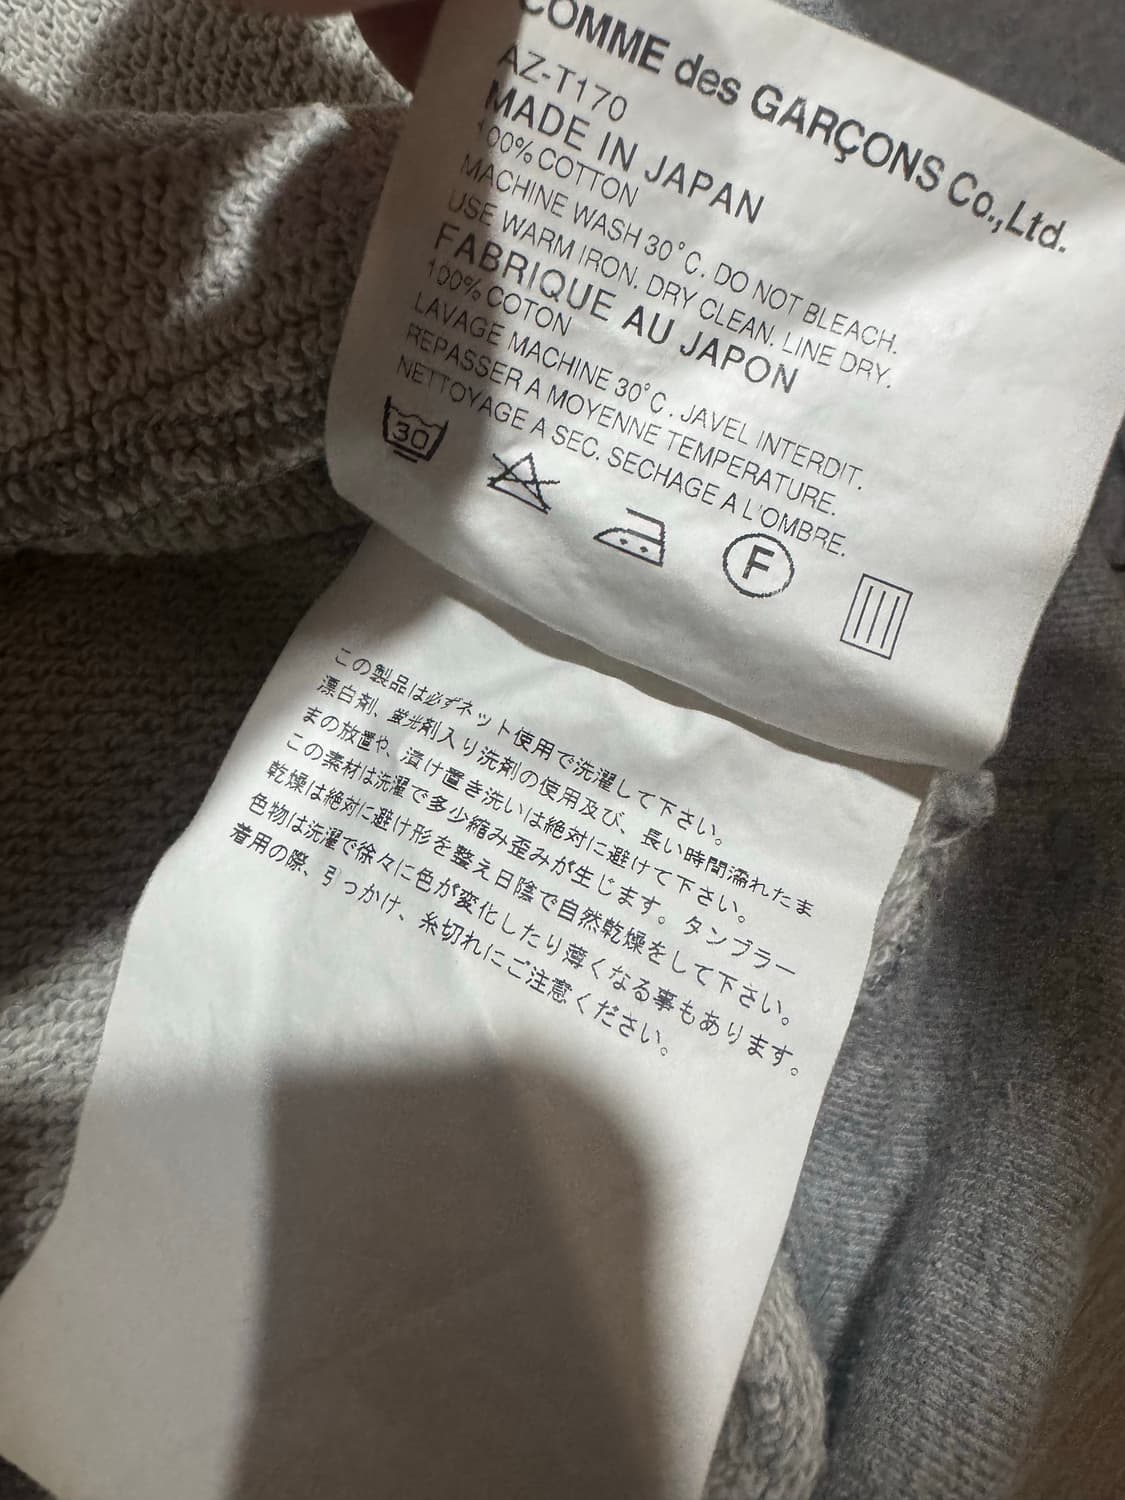 COMME des GARÇONS Co.,Ltd.
AZ-T170
MADE IN JAPAN
100% COTTON
MACHINE WASH 30°C. DO NOT BLEACH.
USE WARM IRON. DRY CLEAN. LINE DRY.
FABRIQUE AU JAPON
100% COTON
LAVAGE MACHINE 30°C. JAVEL INTERDIT.
REPASSER A MOYENNE TEMPERATURE.
NETTOYAGE A SEC. SECHAGE A L'OMBRE.
30
F
この製品は必ずネット使用で洗濯して下さい。
漂白剤、蛍光剤入り洗剤の使用及び、長い時間濡れたま
まの放置や、漬け置き洗いは絶対に避けて下さい。
この素材は洗濯で多少縮み歪みが生じます。タンブラー
乾燥は絶対に避け形を整え日陰で自然乾燥をして下さい。
色物は洗濯で徐々に色が変化したり薄くなる事もあります。
着用の際、引っかけ、糸切れにご注意ください。